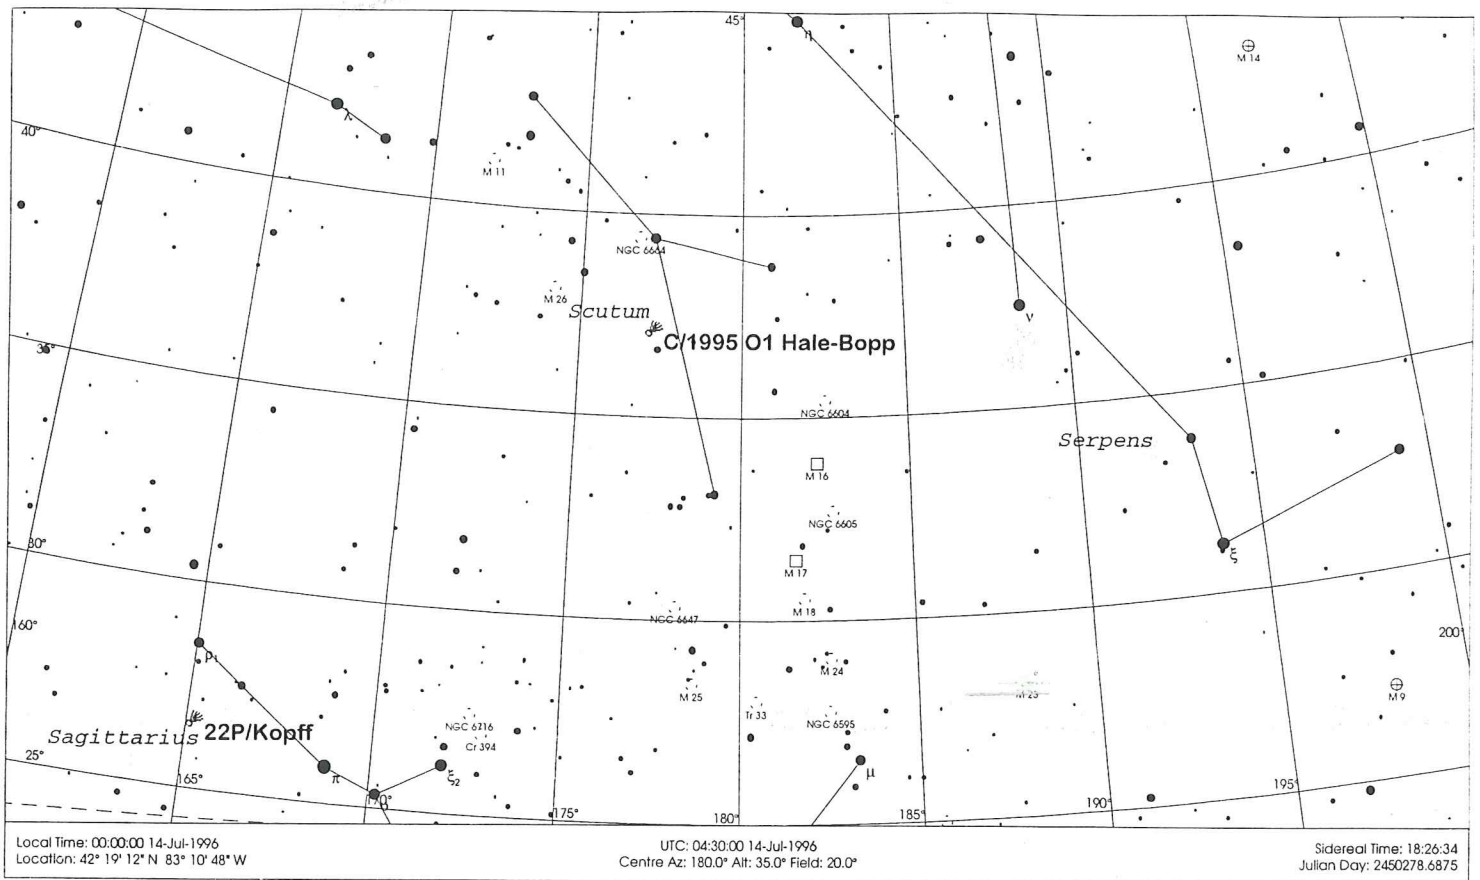 45°
η
M 14
λ
40°
M 11
NGC 6664
M 26
Scutum
ν
C/1995 O1 Hale-Bopp
35°
NGC 6604
Serpens
M 16
NGC 6605
30°
ξ
M 17
M 18
NGC 6647
160°
200°
ρ1
M 24
M 25
M 23
M 9
Tr 33
NGC 6716
NGC 6595
22P/Kopff
Sagittarius
Cr 394
25°
π
ξ2
μ
165°
170°
175°
180°
185°
190°
195°
Local Time: 00:00:00 14-Jul-1996
UTC: 04:30:00 14-Jul-1996
Sidereal Time: 18:26:34
Location: 42° 19' 12" N 83° 10' 48" W
Centre Az: 180.0° Alt: 35.0° Field: 20.0°
Julian Day: 2450278.6875